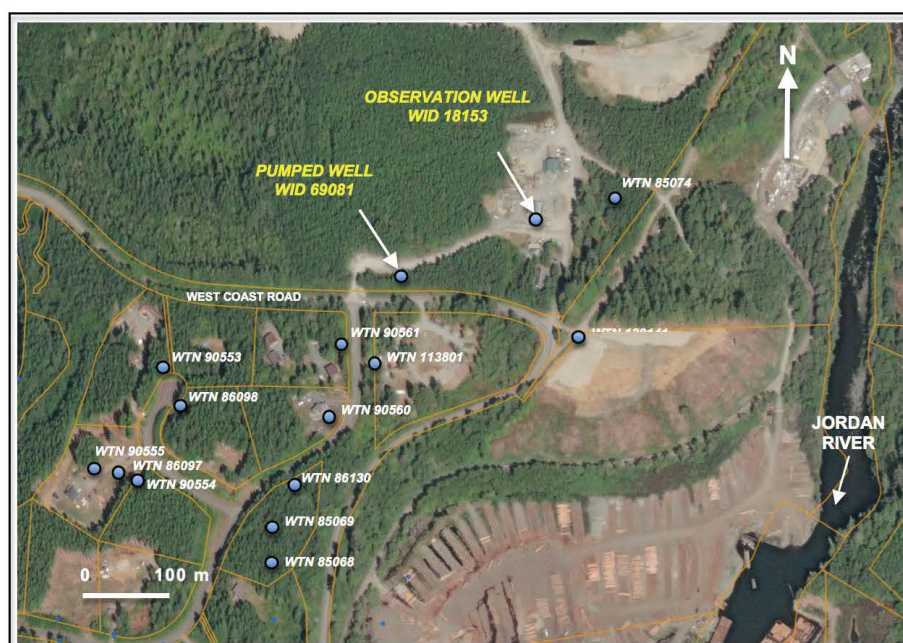 N
OBSERVATION WELL
WID 18153
PUMPED WELL
WID 69081
WTN 85074
WEST COAST ROAD
WTN 90561
WTN 113801
WTN 90553
WTN 86098
WTN 90560
JORDAN
RIVER
WTN 90555
WTN 86097
WTN 90554
WTN 86130
WTN 85069
WTN 85068
0 100 m